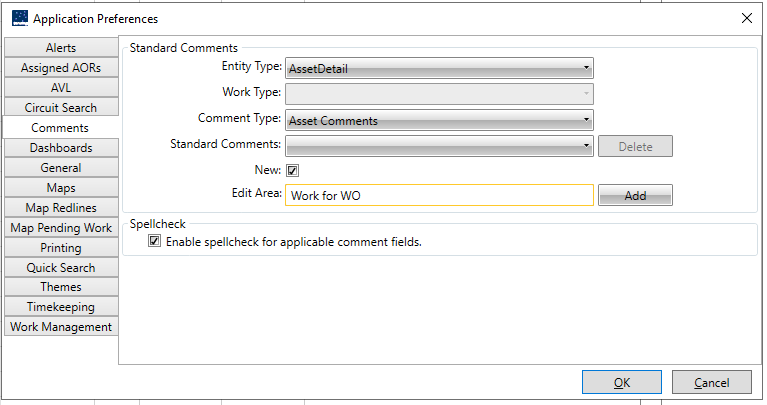 Application Preferences
Alerts
Assigned AORs
AVL
Circuit Search
Comments
Dashboards
General
Maps
Map Redlines
Map Pending Work
Printing
Quick Search
Themes
Timekeeping
Work Management
Standard Comments
Entity Type: AssetDetail
Work Type:
Comment Type: Asset Comments
Standard Comments: Delete
New:
Edit Area: Work for WO Add
Spellcheck
Enable spellcheck for applicable comment fields.
OK Cancel